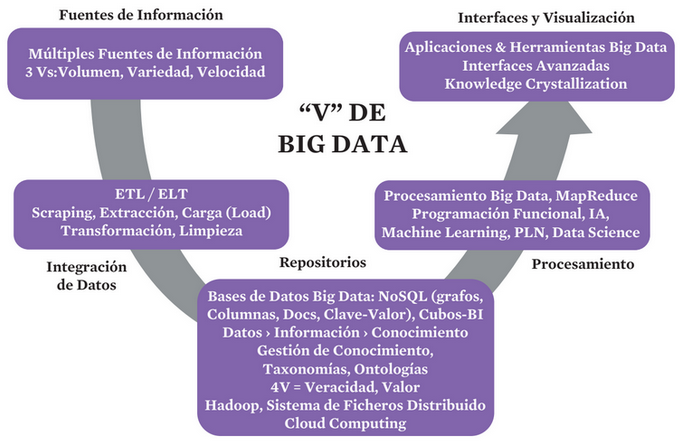 Fuentes de Información
Múltiples Fuentes de Información
3 Vs:Volumen, Variedad, Velocidad
Interfaces y Visualización
Aplicaciones & Herramientas Big Data
Interfaces Avanzadas
Knowledge Crystallization
“V” DE
BIG DATA
ETL / ELT
Scraping, Extracción, Carga (Load)
Transformación, Limpieza
Integración
de Datos
Procesamiento Big Data, MapReduce
Programación Funcional, IA,
Machine Learning, PLN, Data Science
Procesamiento
Repositorios
Bases de Datos Big Data: NoSQL (grafos,
Columnas, Docs, Clave-Valor), Cubos-BI
Datos › Información › Conocimiento
Gestión de Conocimiento,
Taxonomías, Ontologías
4V = Veracidad, Valor
Hadoop, Sistema de Ficheros Distribuido
Cloud Computing